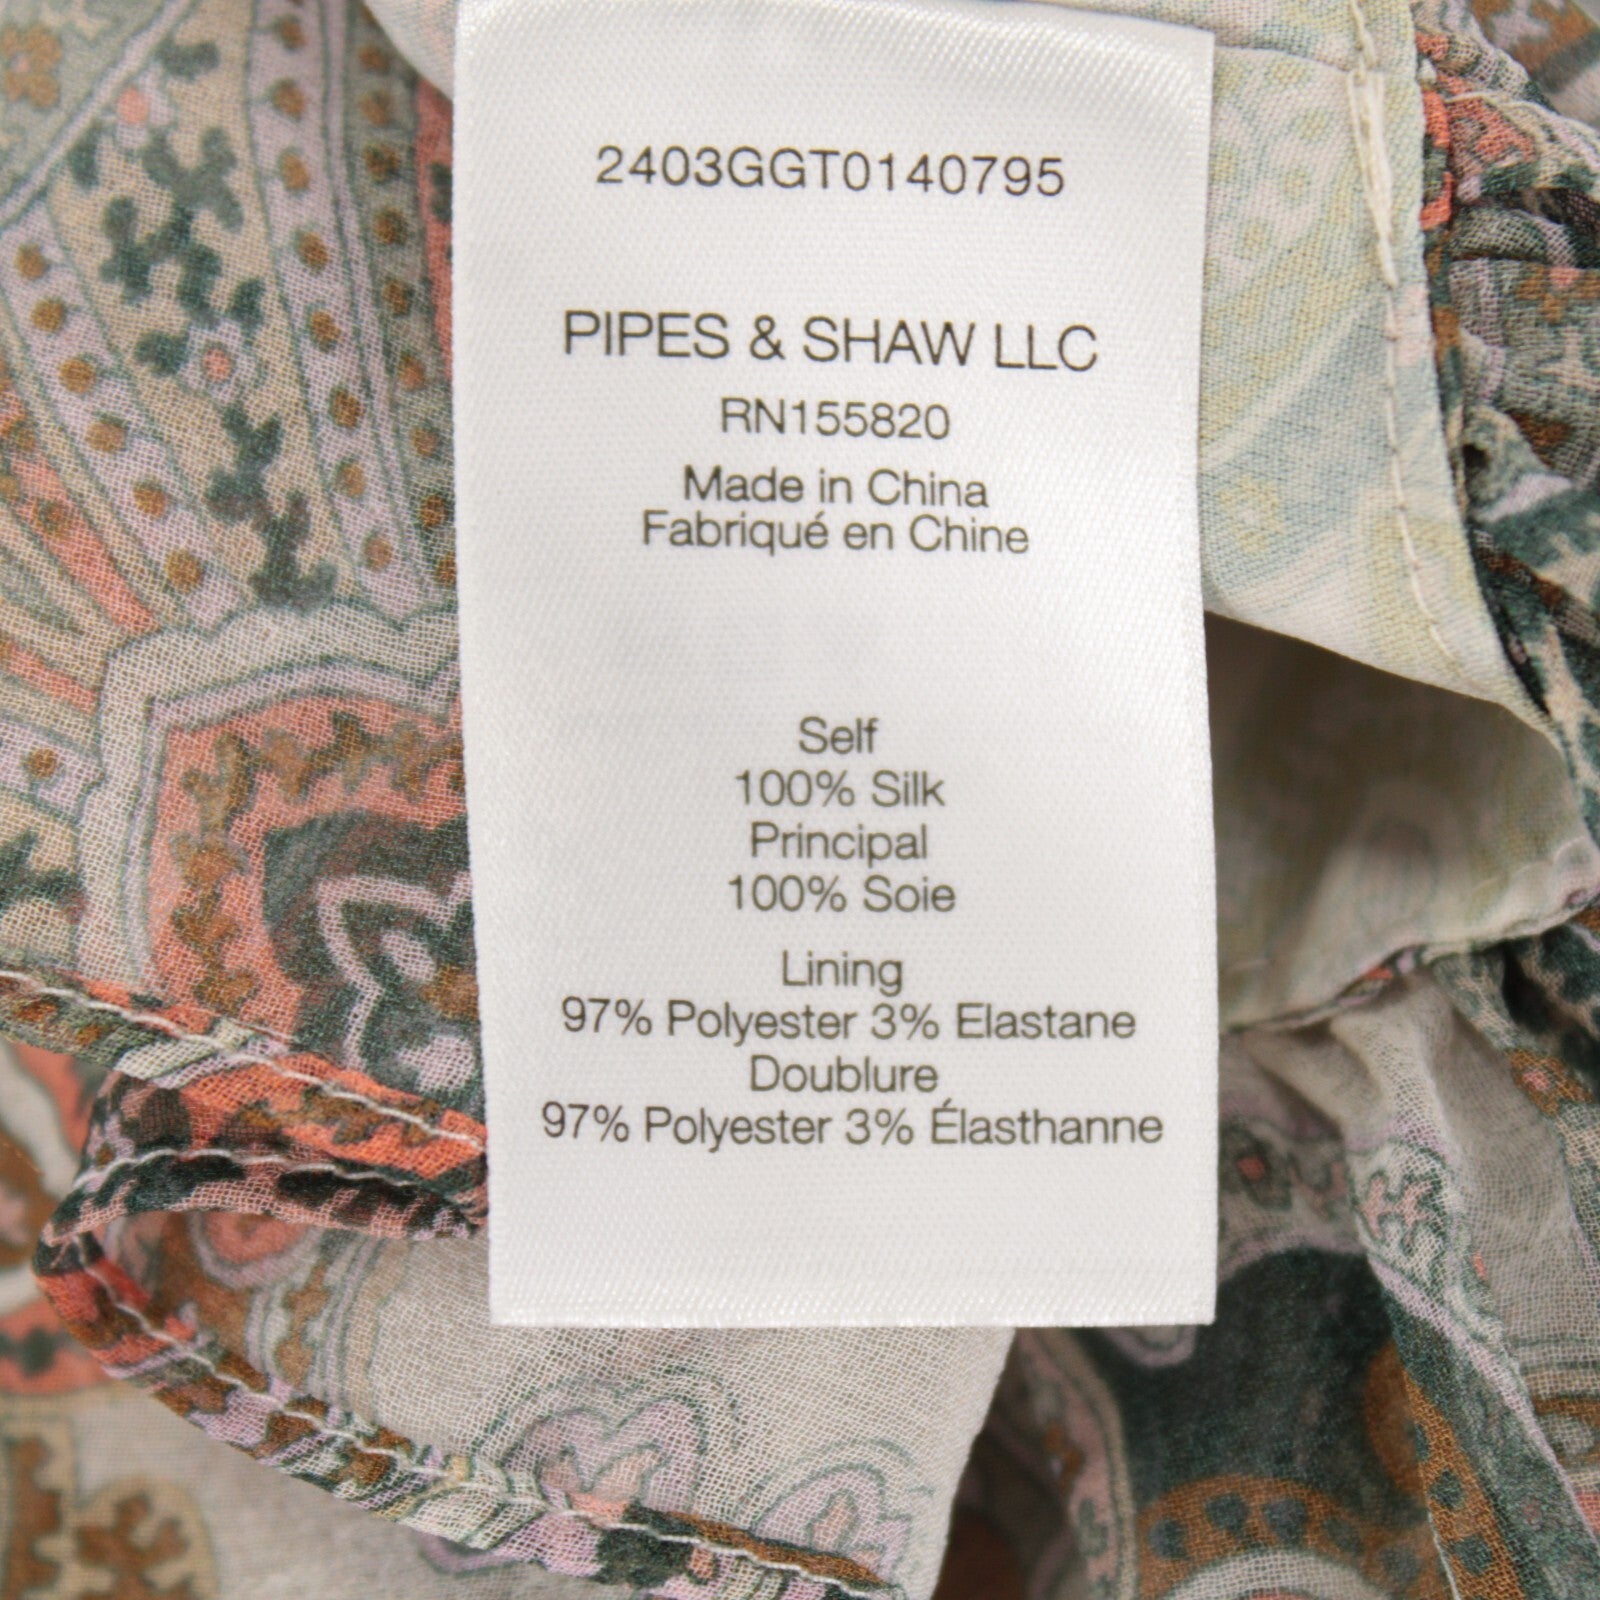 2403GGT0140795
PIPES & SHAW LLC
RN155820
Made in China
Fabriqué en Chine
Self
100% Silk
Principal
100% Soie
Lining
97% Polyester 3% Elastane
Doublure
97% Polyester 3% Élasthanne